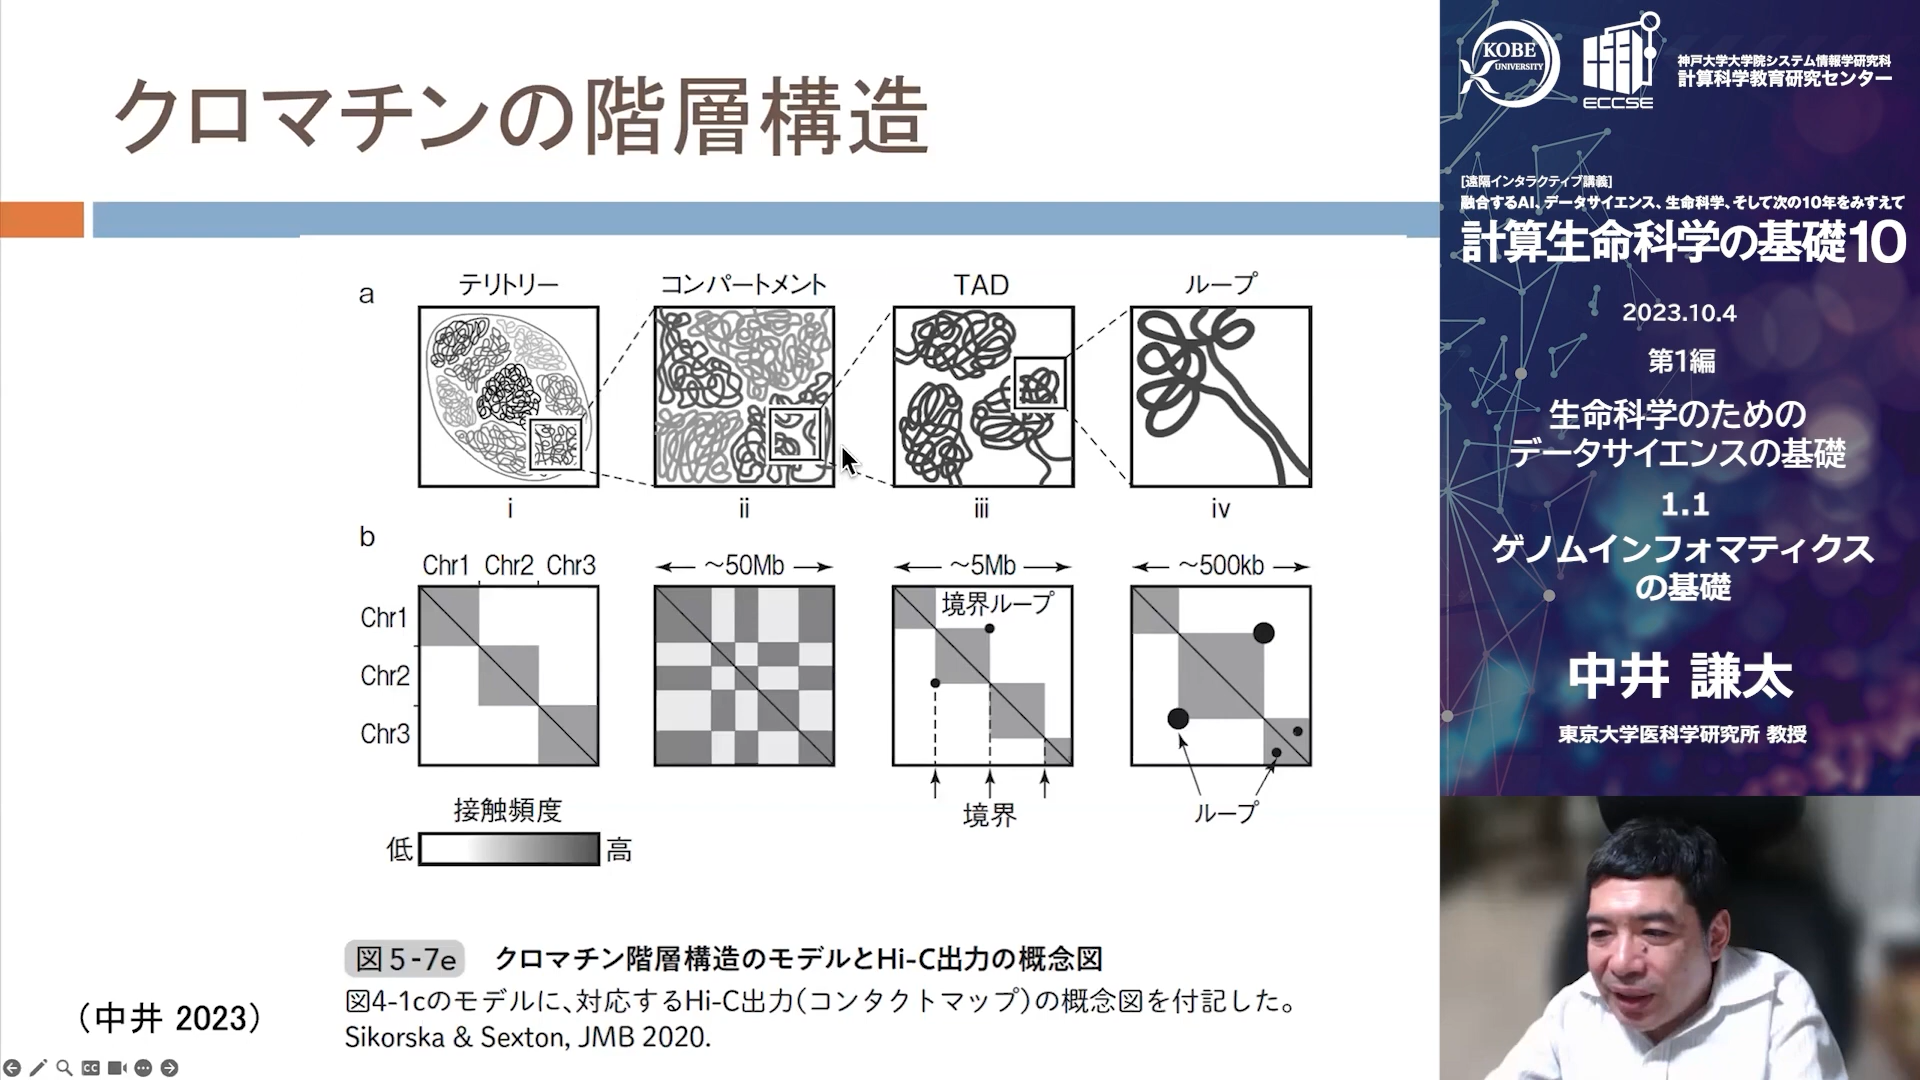 クロマチンの階層構造
a
テリトリー
コンパートメント
TAD
ループ
i
ii
iii
iv
b
Chr1 Chr2 Chr3
~50Mb
~5Mb
~500kb
Chr1
Chr2
Chr3
境界ループ
境界
ループ
接触頻度
低
高
図5-7e クロマチン階層構造のモデルとHi-C出力の概念図
図4-1cのモデルに、対応するHi-C出力(コンタクトマップ)の概念図を付記した。
Sikorska & Sexton, JMB 2020.
(中井 2023)
CC
KOBE
UNIVERSITY
ECCSE
神戸大学大学院システム情報学研究科
計算科学教育研究センター
[遠隔インタラクティブ講義]
融合するAI、データサイエンス、生命科学、そして次の10年をみすえて
計算生命科学の基礎10
2023.10.4
第1編
生命科学のための
データサイエンスの基礎
1.1
ゲノムインフォマティクス
の基礎
中井 謙太
東京大学医科学研究所 教授